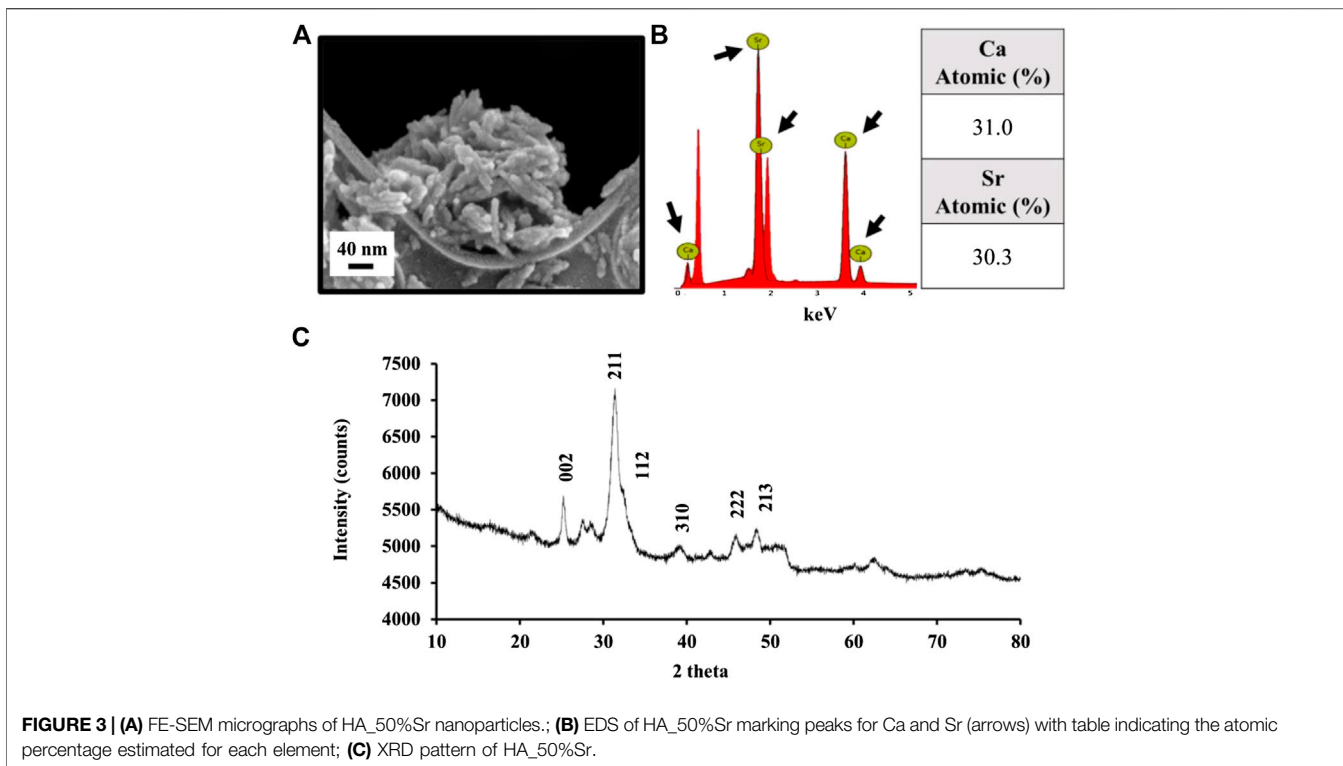 A
40 nm
B
Sr
Sr
Ca
Ca
Ca
0
1
2
3
4
5
keV
Ca
Atomic (%)
31.0
Sr
Atomic (%)
30.3
C
7500
7000
6500
6000
5500
5000
4500
4000
Intensity (counts)
002
211
112
310
222
213
10 20 30 40 50 60 70 80
2 theta
FIGURE 3 | (A) FE-SEM micrographs of HA_50%Sr nanoparticles.; (B) EDS of HA_50%Sr marking peaks for Ca and Sr (arrows) with table indicating the atomic
percentage estimated for each element; (C) XRD pattern of HA_50%Sr.